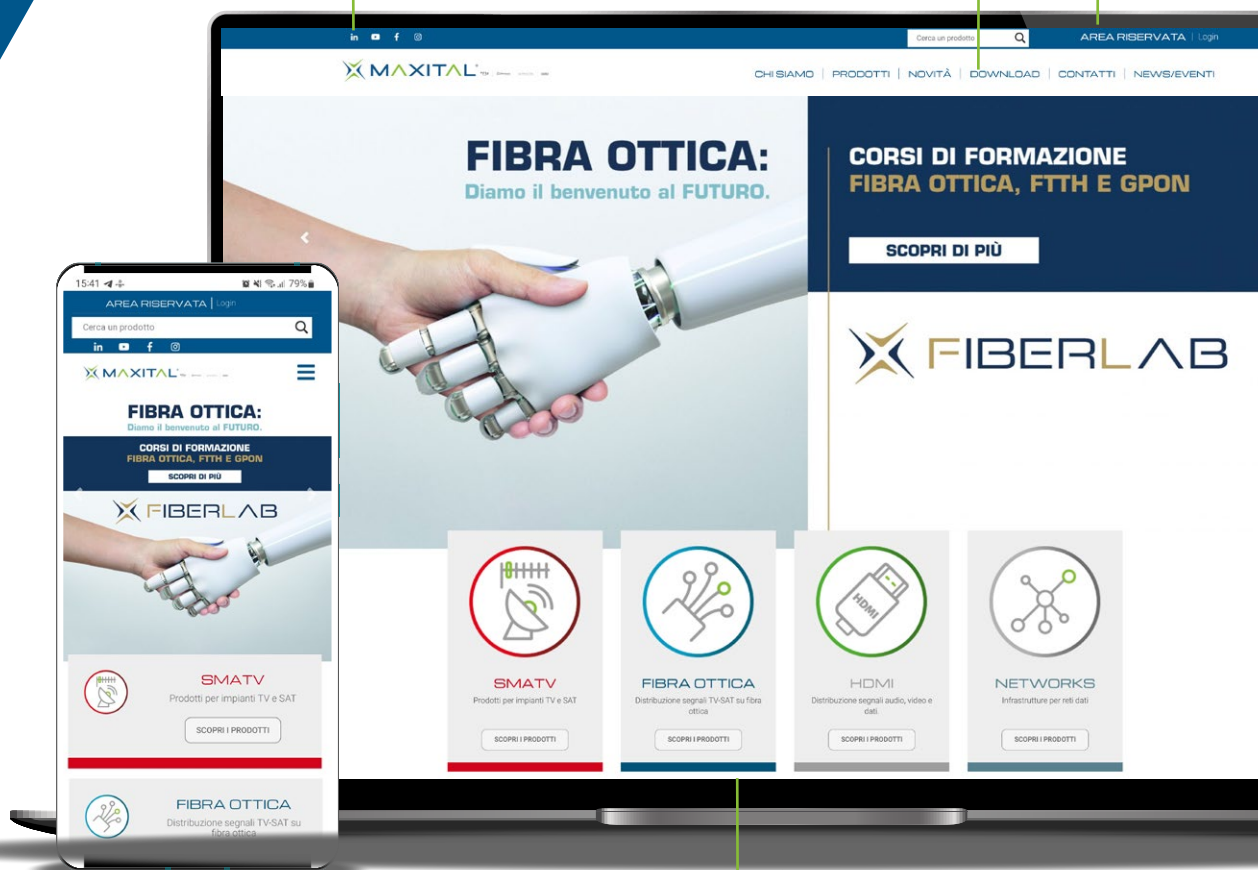 in f
Cerca un prodotto
AREA RISERVATA | Login
MAXITAL
CHI SIAMO | PRODOTTI | NOVITÀ | DOWNLOAD | CONTATTI | NEWS/EVENTI
FIBRA OTTICA:
Diamo il benvenuto al FUTURO.
CORSI DI FORMAZIONE
FIBRA OTTICA, FTTH E GPON
SCOPRI DI PIÙ
FIBERLAB
HDMI
SMATV
Prodotti per impianti TV e SAT
SCOPRI I PRODOTTI
FIBRA OTTICA
Distribuzione segnali TV-SAT su fibra
ottica
SCOPRI I PRODOTTI
HDMI
Distribuzione segnali audio, video e
dati.
SCOPRI I PRODOTTI
NETWORKS
Infrastrutture per reti dati
SCOPRI I PRODOTTI
15:41 79%
AREA RISERVATA | Login
Cerca un prodotto
in f
MAXITAL
FIBRA OTTICA:
Diamo il benvenuto al FUTURO.
CORSI DI FORMAZIONE
FIBRA OTTICA, FTTH E GPON
SCOPRI DI PIÙ
FIBERLAB
SMATV
Prodotti per impianti TV e SAT
SCOPRI I PRODOTTI
FIBRA OTTICA
Distribuzione segnali TV-SAT su
fibra ottica